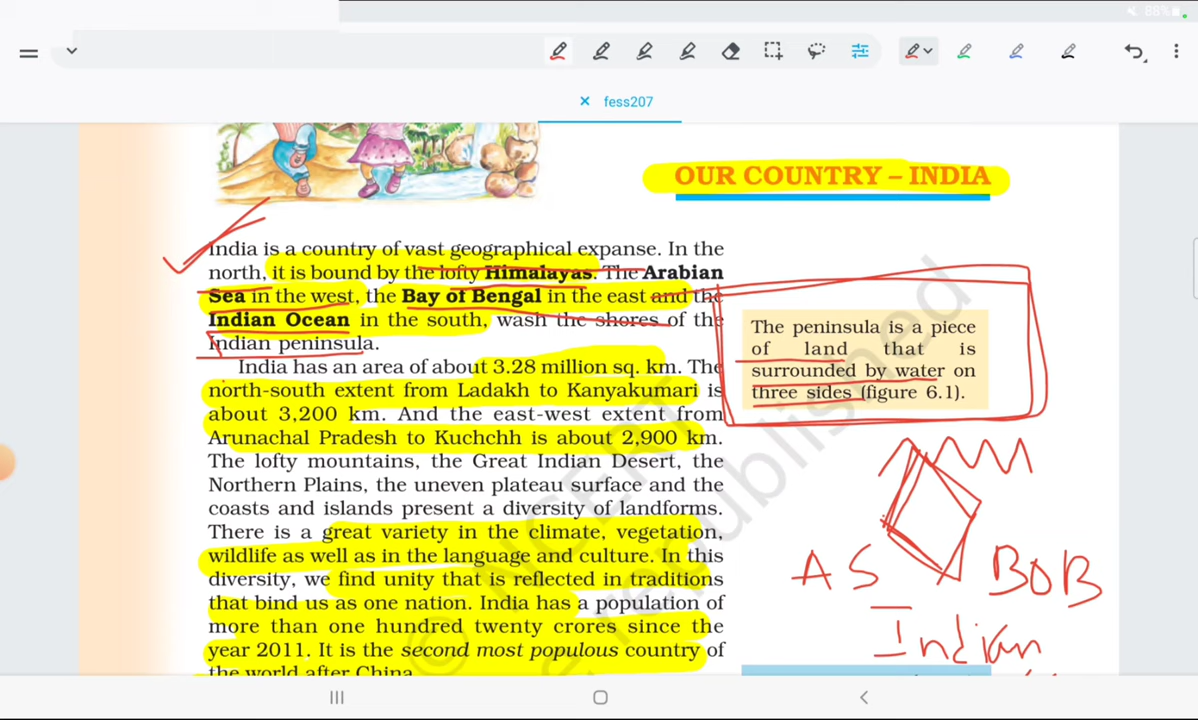 88%
fess207
OUR COUNTRY – INDIA
India is a country of vast geographical expanse. In the
north, it is bound by the lofty Himalayas. The Arabian
Sea in the west, the Bay of Bengal in the east and the
Indian Ocean in the south, wash the shores of the
Indian peninsula.
India has an area of about 3.28 million sq. km. The
north-south extent from Ladakh to Kanyakumari is
about 3,200 km. And the east-west extent from
Arunachal Pradesh to Kuchchh is about 2,900 km.
The lofty mountains, the Great Indian Desert, the
Northern Plains, the uneven plateau surface and the
coasts and islands present a diversity of landforms.
There is a great variety in the climate, vegetation,
wildlife as well as in the language and culture. In this
diversity, we find unity that is reflected in traditions
that bind us as one nation. India has a population of
more than one hundred twenty crores since the
year 2011. It is the second most populous country of
the world after China.
The peninsula is a piece
of land that is
surrounded by water on
three sides (figure 6.1).
AS BOB
Indian
© NCERT
republished